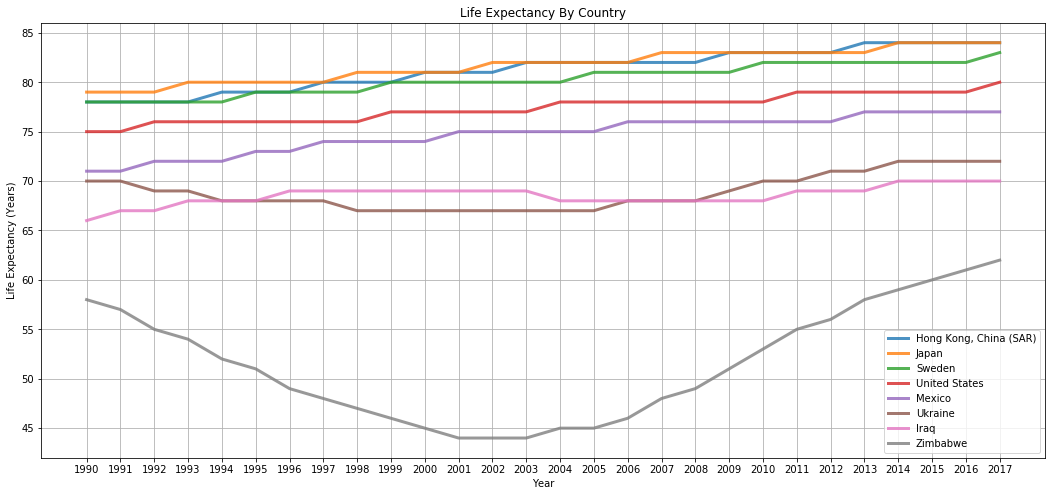 Life Expectancy By Country
85
80
75
70
65
60
55
50
45
Life Expectancy (Years)
Hong Kong, China (SAR)
Japan
Sweden
United States
Mexico
Ukraine
Iraq
Zimbabwe
1990 1991 1992 1993 1994 1995 1996 1997 1998 1999 2000 2001 2002 2003 2004 2005 2006 2007 2008 2009 2010 2011 2012 2013 2014 2015 2016 2017
Year